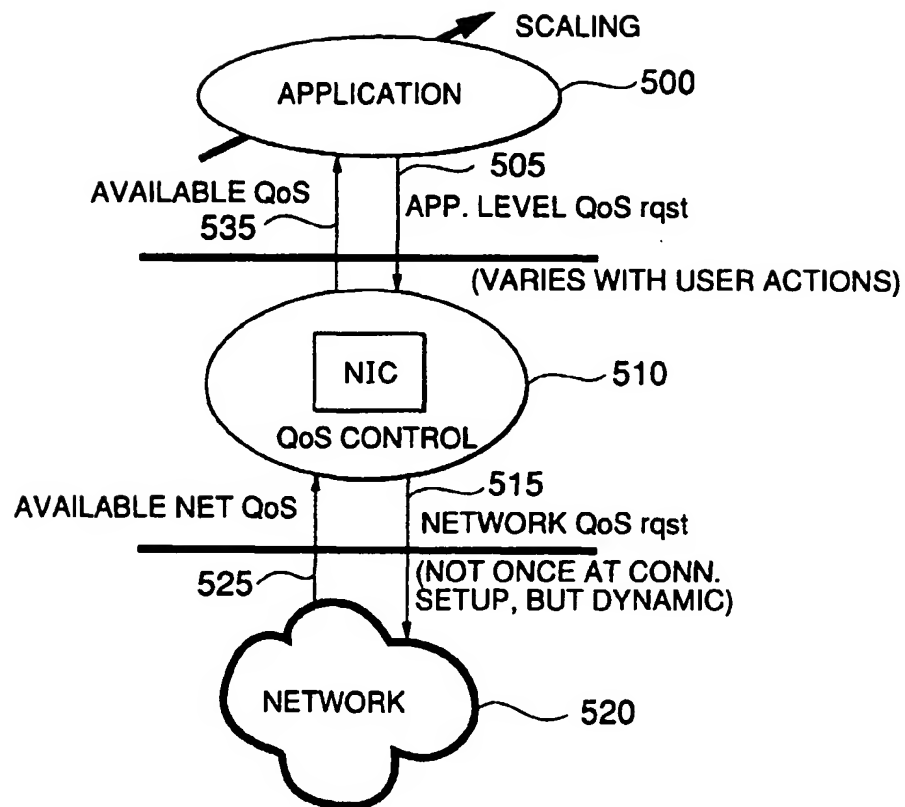 SCALING
APPLICATION
500
505
AVAILABLE QoS
535
APP. LEVEL QoS rqst
(VARIES WITH USER ACTIONS)
NIC
510
QoS CONTROL
515
AVAILABLE NET QoS
NETWORK QoS rqst
525
(NOT ONCE AT CONN.
SETUP, BUT DYNAMIC)
NETWORK
520